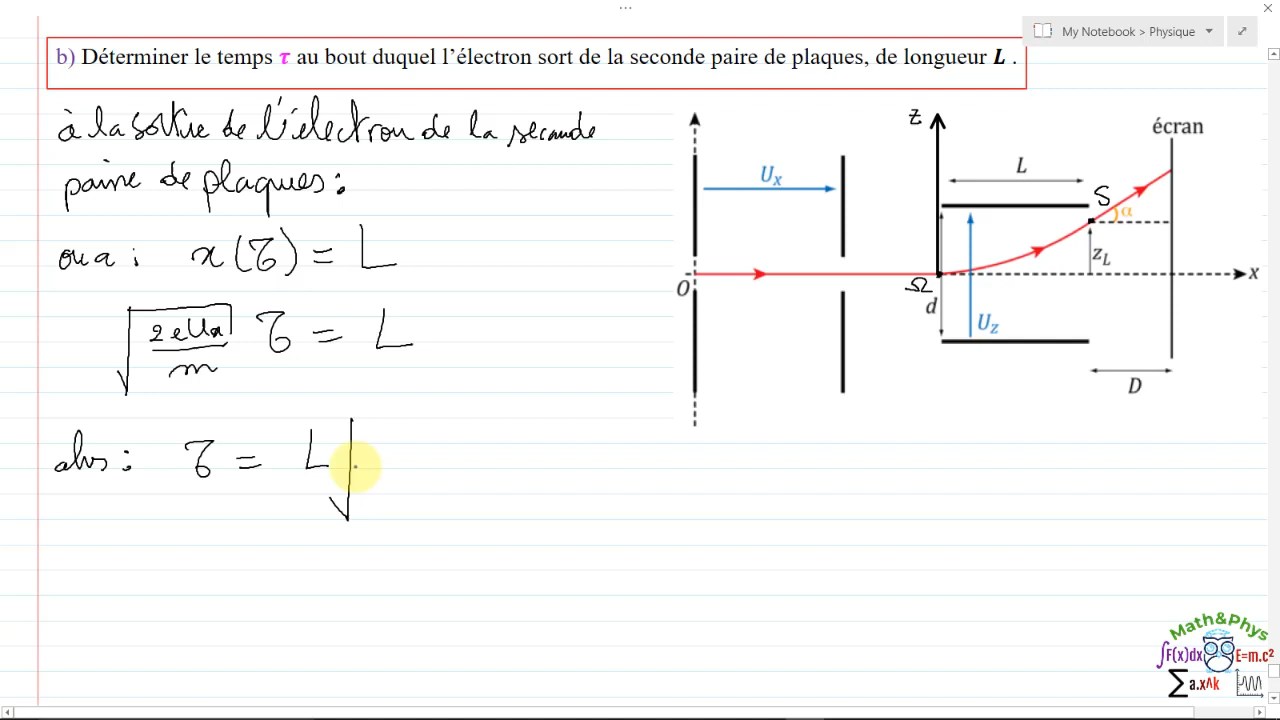 My Notebook > Physique
b) Déterminer le temps τ au bout duquel l’électron sort de la seconde paire de plaques, de longueur L .
à la sortie de l'électron de la seconde
paire de plaques :
on a : x(τ) = L
√(2eUx/m) τ = L
alors : τ = L√
z
écran
Ux
L
S
α
zL
x
O
Ω
d
Uz
D
Math&Phys
∫F(x)dx E=m.c²
∑ a.x^k